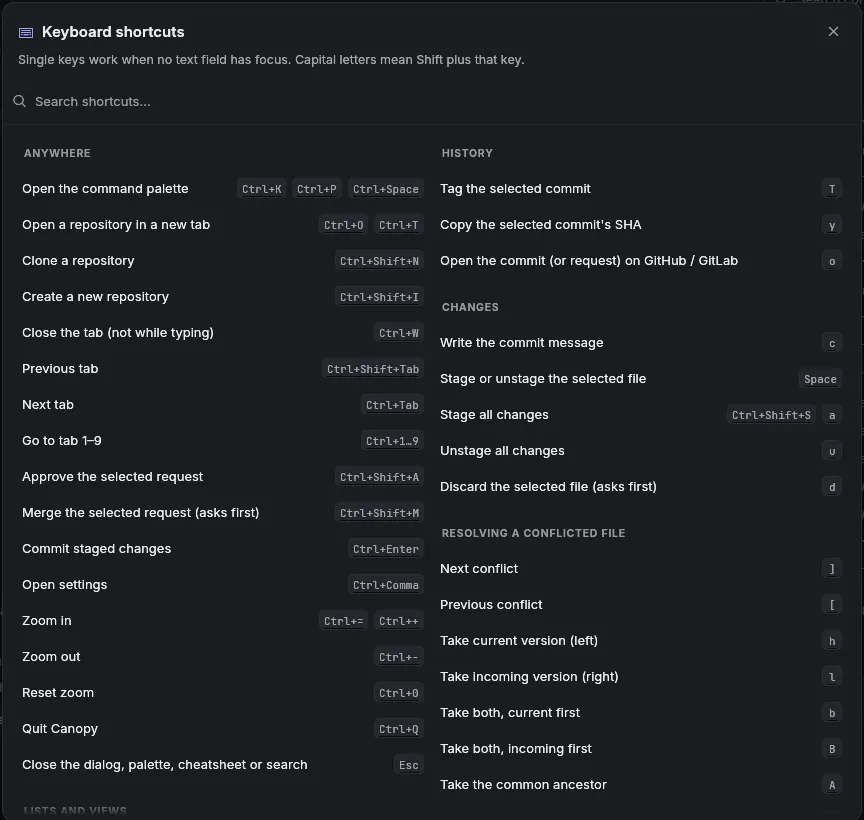 Keyboard shortcuts
Single keys work when no text field has focus. Capital letters mean Shift plus that key.
Search shortcuts...
ANYWHERE
Open the command palette Ctrl+K Ctrl+P Ctrl+Space
Open a repository in a new tab Ctrl+O Ctrl+T
Clone a repository Ctrl+Shift+N
Create a new repository Ctrl+Shift+I
Close the tab (not while typing) Ctrl+W
Previous tab Ctrl+Shift+Tab
Next tab Ctrl+Tab
Go to tab 1–9 Ctrl+1…9
Approve the selected request Ctrl+Shift+A
Merge the selected request (asks first) Ctrl+Shift+M
Commit staged changes Ctrl+Enter
Open settings Ctrl+Comma
Zoom in Ctrl+= Ctrl++
Zoom out Ctrl+-
Reset zoom Ctrl+0
Quit Canopy Ctrl+Q
Close the dialog, palette, cheatsheet or search Esc
LISTS AND VIEWS
HISTORY
Tag the selected commit T
Copy the selected commit's SHA y
Open the commit (or request) on GitHub / GitLab o
CHANGES
Write the commit message c
Stage or unstage the selected file Space
Stage all changes Ctrl+Shift+S a
Unstage all changes u
Discard the selected file (asks first) d
RESOLVING A CONFLICTED FILE
Next conflict ]
Previous conflict [
Take current version (left) h
Take incoming version (right) l
Take both, current first b
Take both, incoming first B
Take the common ancestor A